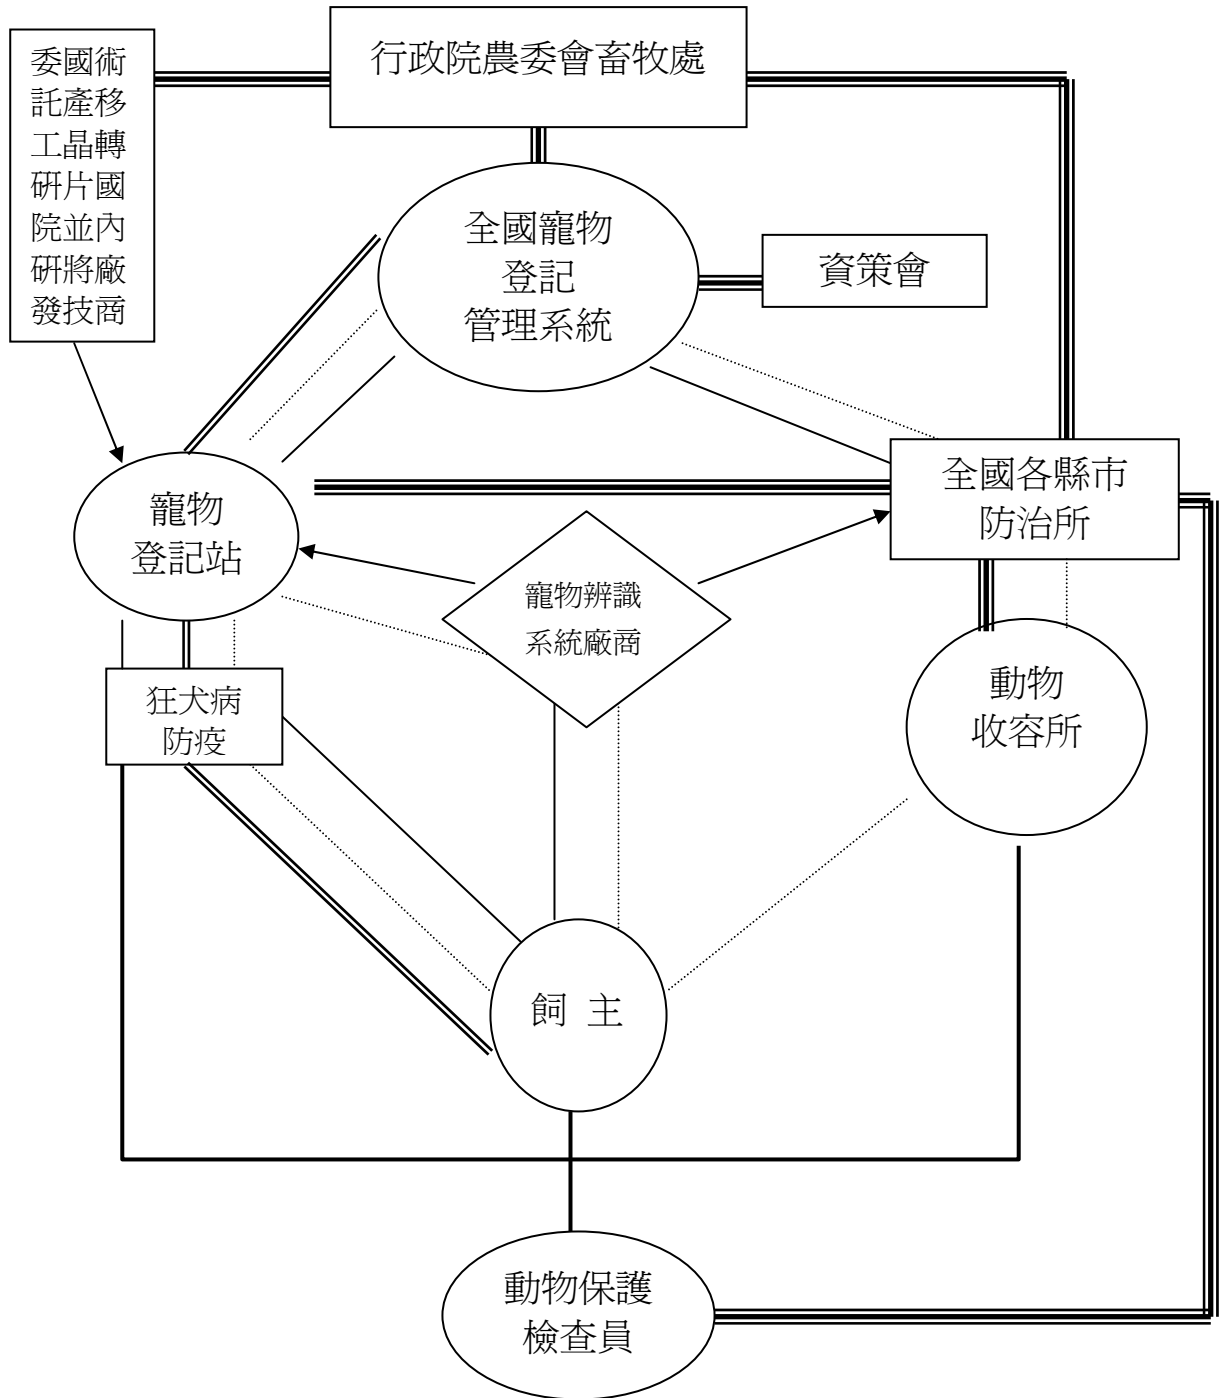 行政院農委會畜牧處
委國術
託產移
工晶轉
研片國
院並內
研將廠
發技商
全國寵物
登記
管理系統
資策會
全國各縣市
防治所
寵物
登記站
寵物辨識
系統廠商
狂犬病
防疫
動物
收容所
飼 主
動物保護
檢查員